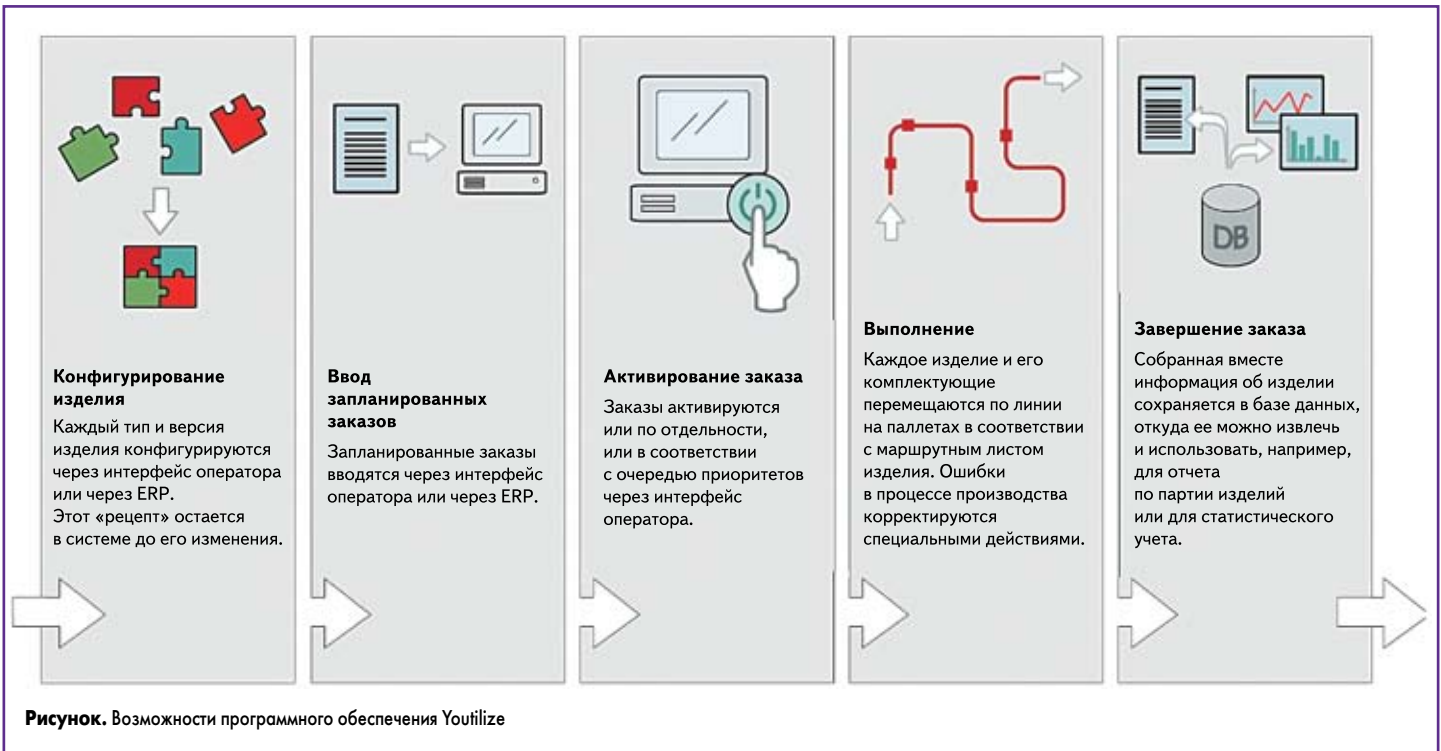 Конфигурирование
изделия
Каждый тип и версия
изделия конфигурируются
через интерфейс оператора
или через ERP.
Этот «рецепт» остается
в системе до его изменения.
Ввод
запланированных
заказов
Запланированные заказы
вводятся через интерфейс
оператора или через ERP.
Активирование заказа
Заказы активируются
или по отдельности,
или в соответствии
с очередью приоритетов
через интерфейс
оператора.
Выполнение
Каждое изделие и его
комплектующие
перемещаются по линии
на паллетах в соответствии
с маршрутным листом
изделия. Ошибки
в процессе производства
корректируются
специальными действиями.
DB
Завершение заказа
Собранная вместе
информация об изделии
сохраняется в базе данных,
откуда ее можно извлечь
и использовать, например,
для отчета
по партии изделий
или для статистического
учета.
Рисунок. Возможности программного обеспечения Youtilize